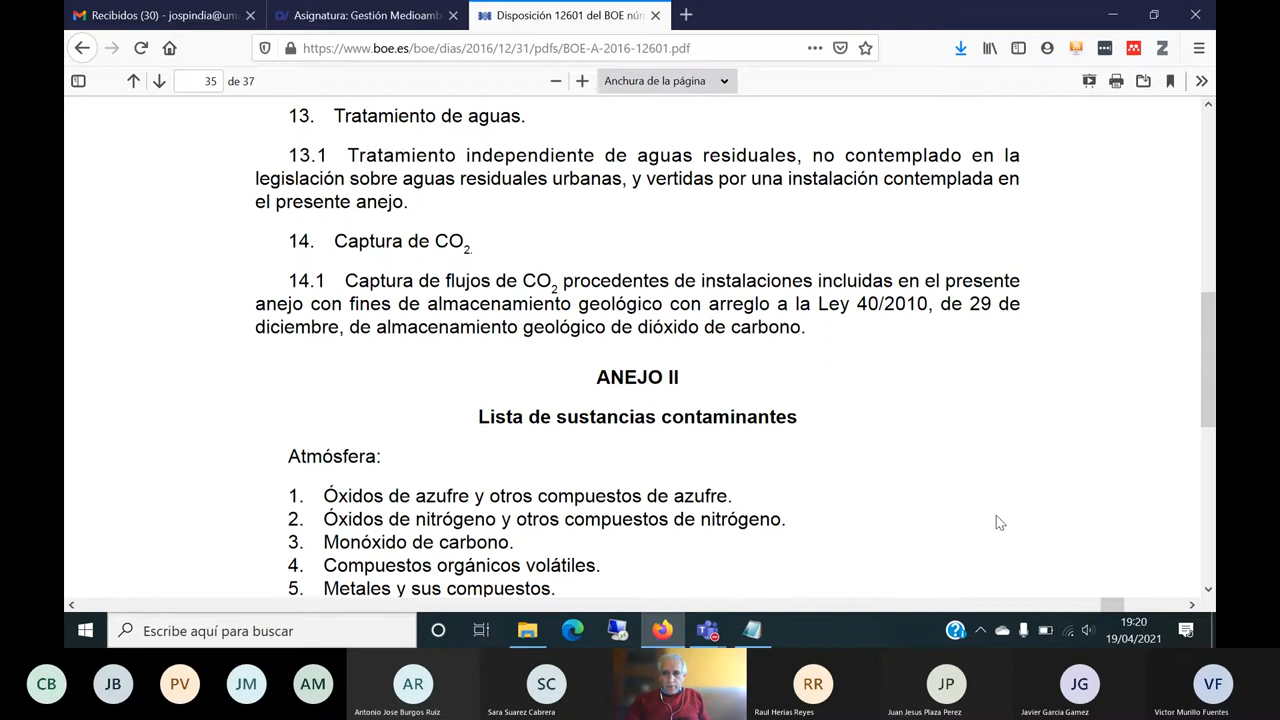 Recibidos (30) - jospindia@um
Asignatura: Gestión Medioamb
Disposición 12601 del BOE nún
https://www.boe.es/boe/dias/2016/12/31/pdfs/BOE-A-2016-12601.pdf
35 de 37
Anchura de la página
13. Tratamiento de aguas.
13.1 Tratamiento independiente de aguas residuales, no contemplado en la
legislación sobre aguas residuales urbanas, y vertidas por una instalación contemplada en
el presente anejo.
14. Captura de CO2.
14.1 Captura de flujos de CO2 procedentes de instalaciones incluidas en el presente
anejo con fines de almacenamiento geológico con arreglo a la Ley 40/2010, de 29 de
diciembre, de almacenamiento geológico de dióxido de carbono.
ANEJO II
Lista de sustancias contaminantes
Atmósfera:
1. Óxidos de azufre y otros compuestos de azufre.
2. Óxidos de nitrógeno y otros compuestos de nitrógeno.
3. Monóxido de carbono.
4. Compuestos orgánicos volátiles.
5. Metales y sus compuestos.
Escribe aquí para buscar
19:20
19/04/2021
CB
JB
PV
JM
AM
AR
Antonio Jose Burgos Ruiz
SC
Sara Suarez Cabrera
RR
Raul Herias Reyes
JP
Juan Jesus Plaza Perez
JG
Javier Garcia Gamez
VF
Victor Murillo Fuentes